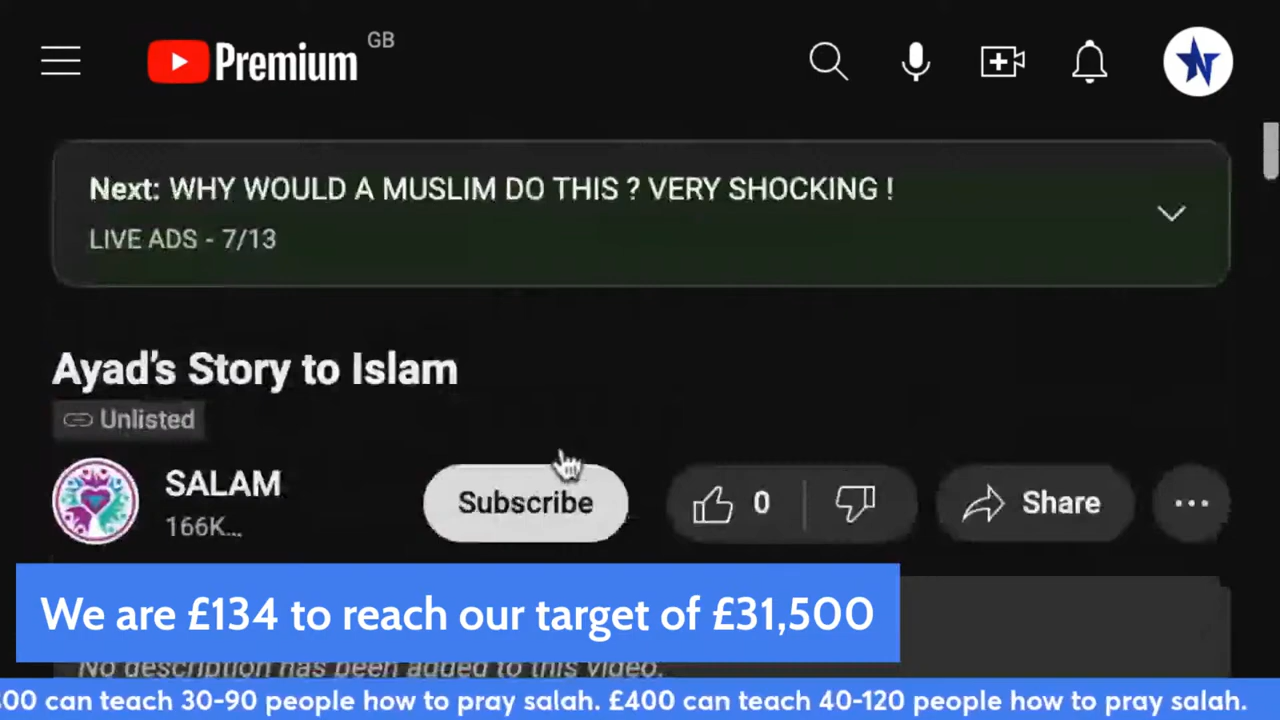 Premium GB
Next: WHY WOULD A MUSLIM DO THIS ? VERY SHOCKING !
LIVE ADS - 7/13
Ayad's Story to Islam
Unlisted
SALAM
166K...
Subscribe
0
Share
We are £134 to reach our target of £31,500
No description has been added to this video.
00 can teach 30-90 people how to pray salah. £400 can teach 40-120 people how to pray salah.